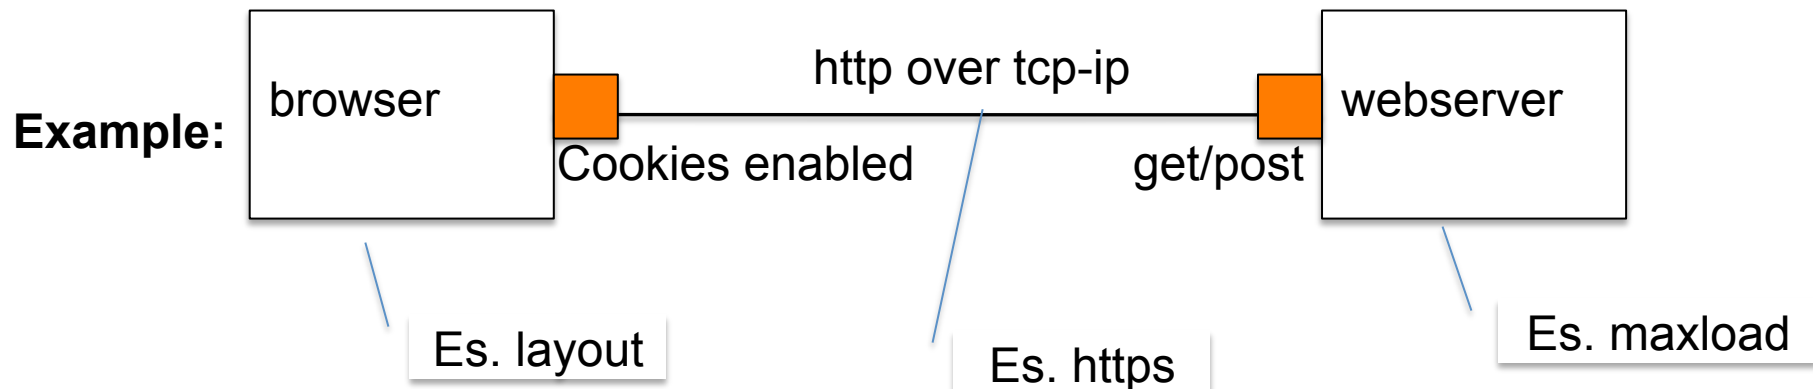 Example:
browser
http over tcp-ip
webserver
Cookies enabled
get/post
Es. layout
Es. https
Es. maxload